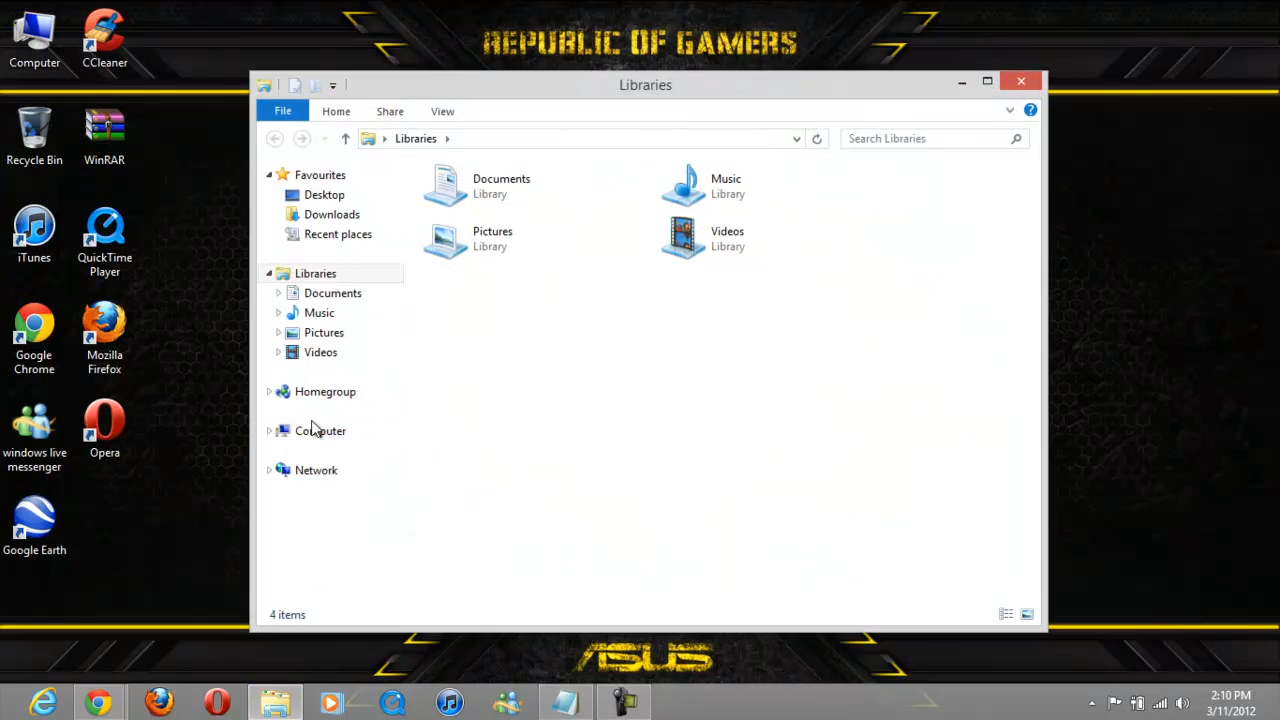 REPUBLIC OF GAMERS
Computer
CCleaner
Recycle Bin
WinRAR
iTunes
QuickTime
Player
Google
Chrome
Mozilla
Firefox
windows live
messenger
Opera
Google Earth
Libraries
File
Home
Share
View
Libraries
Search Libraries
Favourites
Desktop
Downloads
Recent places
Libraries
Documents
Music
Pictures
Videos
Homegroup
Computer
Network
Documents
Library
Music
Library
Pictures
Library
Videos
Library
4 items
ASUS
2:10 PM
3/11/2012